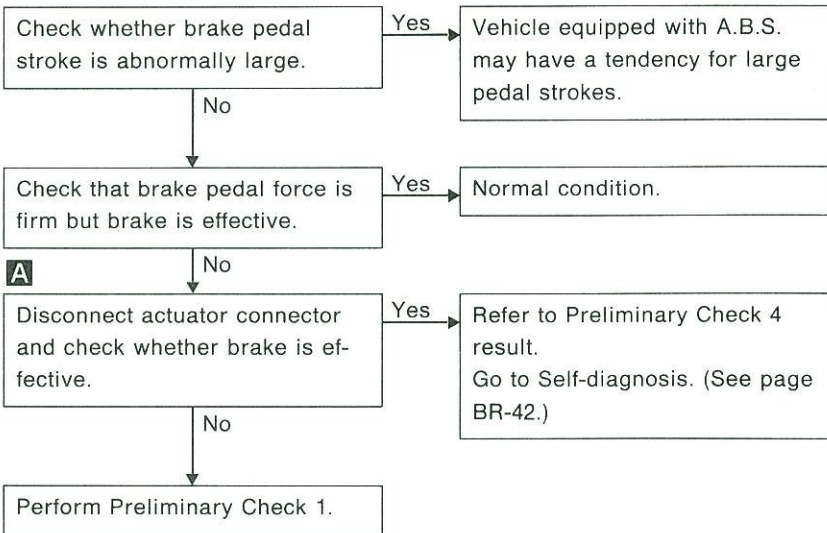 Check whether brake pedal
stroke is abnormally large.
Yes
Vehicle equipped with A.B.S.
may have a tendency for large
pedal strokes.
No
Check that brake pedal force is
firm but brake is effective.
Yes
Normal condition.
No
A
Disconnect actuator connector
and check whether brake is ef-
fective.
Yes
Refer to Preliminary Check 4
result.
Go to Self-diagnosis. (See page
BR-42.)
No
Perform Preliminary Check 1.